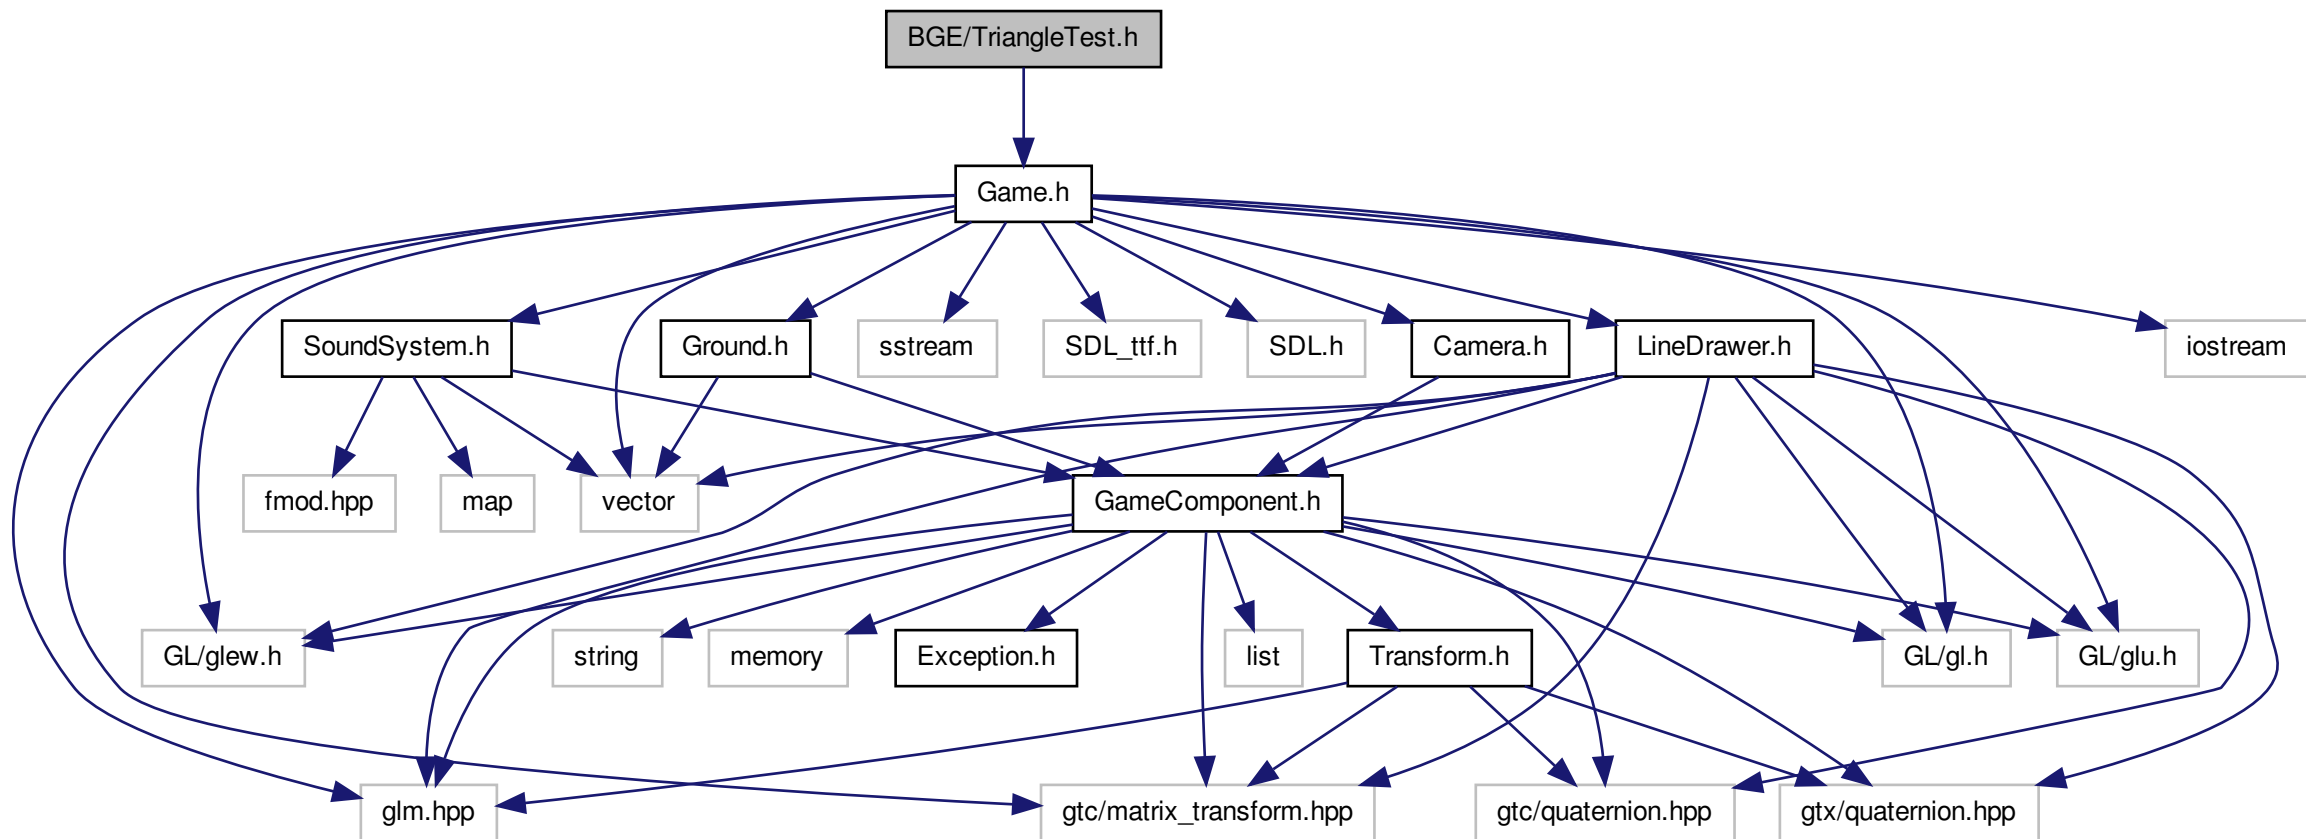 BGE/TriangleTest.h
Game.h
SoundSystem.h
Ground.h
sstream
SDL_ttf.h
SDL.h
Camera.h
LineDrawer.h
iostream
fmod.hpp
map
vector
GameComponent.h
GL/glew.h
string
memory
Exception.h
list
Transform.h
GL/gl.h
GL/glu.h
glm.hpp
gtc/matrix_transform.hpp
gtc/quaternion.hpp
gtx/quaternion.hpp